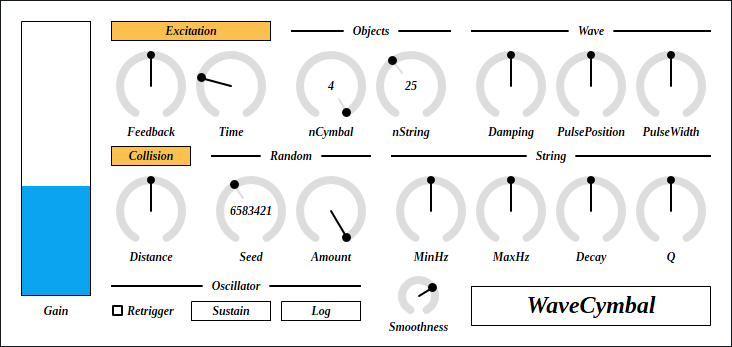 Excitation Objects Wave
4 25
Feedback Time nCymbal nString Damping PulsePosition PulseWidth
Collision Random String
6583421
Distance Seed Amount MinHz MaxHz Decay Q
Oscillator
Gain Retrigger Sustain Log WaveCymbal
Smoothness